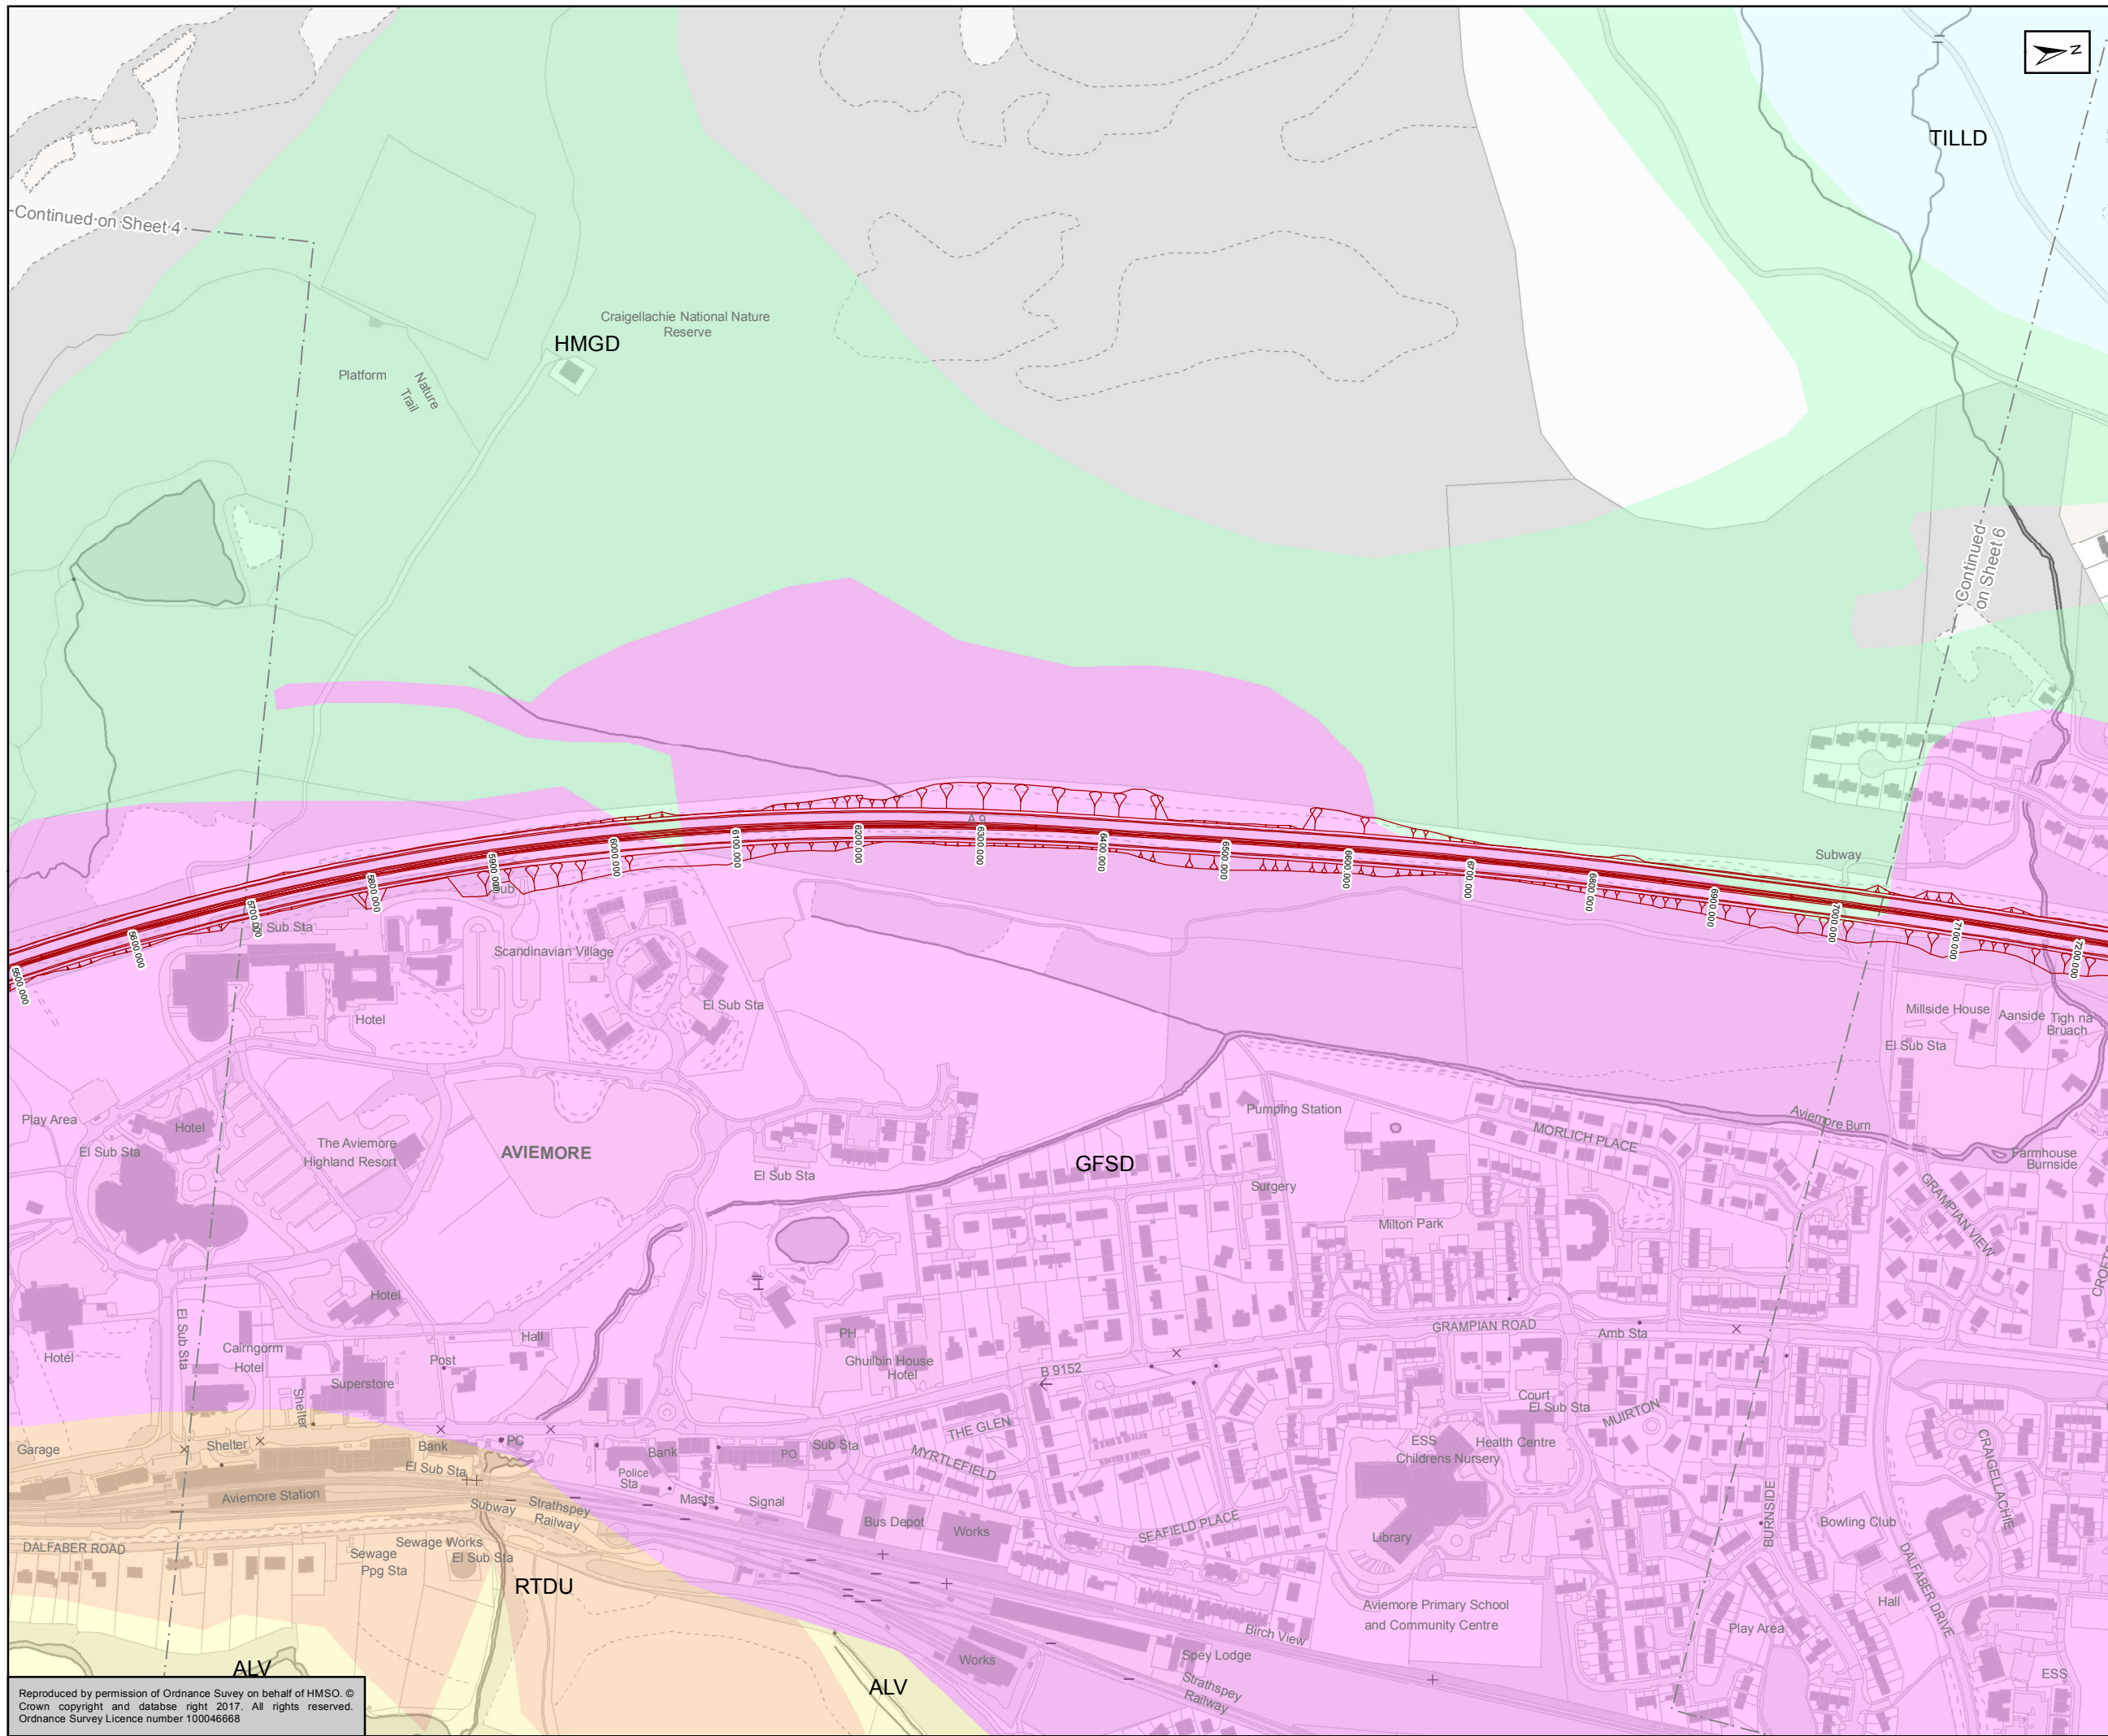 N
TILLD
Continued on Sheet 4
Craigellachie National Nature
Reserve
HMGD
Platform
Nature
Trail
Continued
on Sheet 6
A 9
5500.000
5600.000
5700.000
5800.000
5900.000
6000.000
6100.000
6200.000
6300.000
6400.000
6500.000
6600.000
6700.000
6800.000
6900.000
7000.000
7100.000
7200.000
Subway
Sub
El Sub Sta
Scandinavian Village
El Sub Sta
Hotel
Millside House
Aanside
Tigh na
Bruach
El Sub Sta
Play Area
Hotel
El Sub Sta
The Aviemore
Highland Resort
AVIEMORE
El Sub Sta
Pumping Station
MORLICH PLACE
Aviemore Burn
Farmhouse
Burnside
GFSD
Surgery
Milton Park
GRAMPIAN VIEW
Hotel
El Sub Sta
Hotel
Cairngorm
Hotel
Hall
Post
Superstore
Shelter
PH
Ghuilbin House
Hotel
B 9152
GRAMPIAN ROAD
Amb Sta
Court
El Sub Sta
MUIRTON
Garage
Shelter
Bank
PC
El Sub Sta
Bank
PO
Sub Sta
THE GLEN
MYRTLEFIELD
ESS
Childrens Nursery
Health Centre
CRAIGELLACHIE
Aviemore Station
Subway
Strathspey
Railway
Police
Sta
Masts
Signal
Bus Depot
Works
SEAFIELD PLACE
Library
BURNSIDE
Bowling Club
DALFABER ROAD
Sewage Works
Sewage
Ppg Sta
El Sub Sta
RTDU
DALFABER DRIVE
Aviemore Primary School
and Community Centre
Birch View
Hall
Play Area
Works
Spey Lodge
Strathspey
Railway
ESS
ALV
ALV
Reproduced by permission of Ordnance Suvey on behalf of HMSO. ©
Crown copyright and databse right 2017. All rights reserved.
Ordnance Survey Licence number 100046668